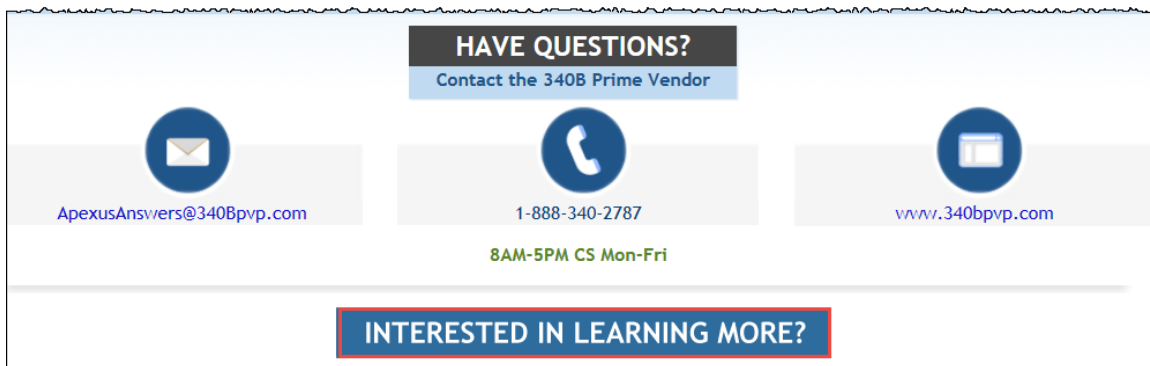 HAVE QUESTIONS?
Contact the 340B Prime Vendor
ApexusAnswers@340Bpvp.com
1-888-340-2787
www.340bpvp.com
8AM-5PM CS Mon-Fri
INTERESTED IN LEARNING MORE?